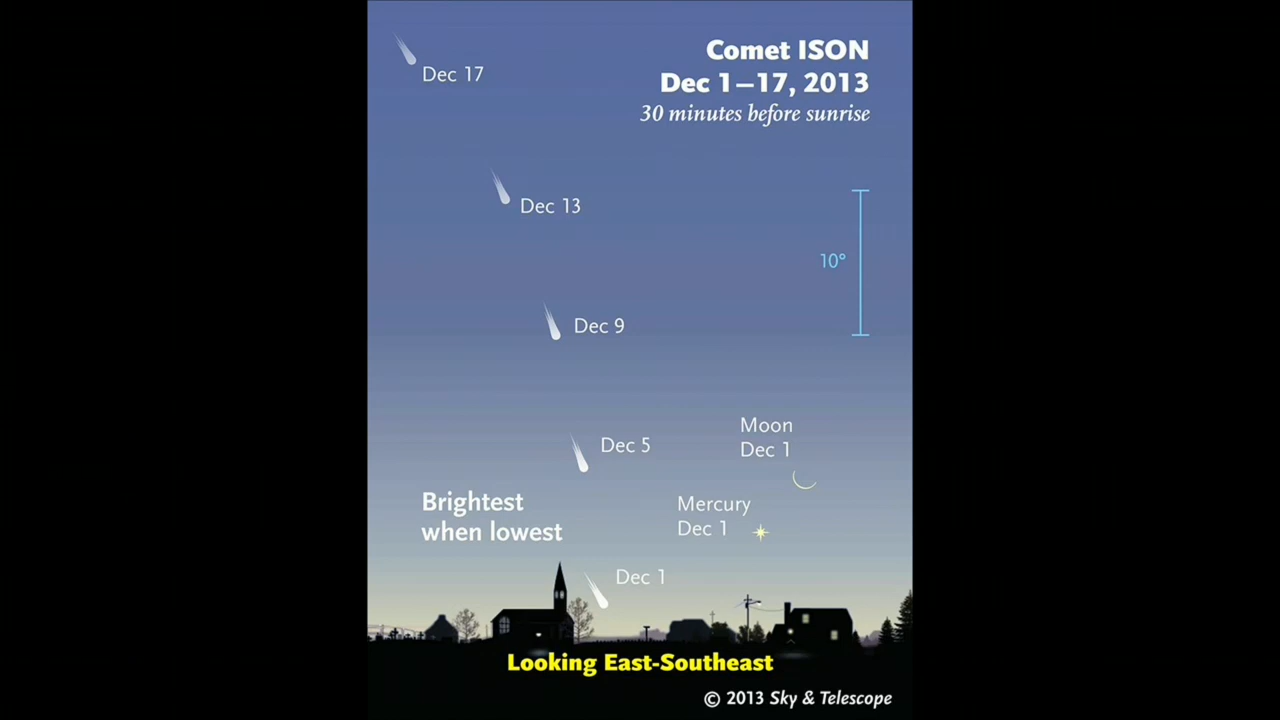 Comet ISON
Dec 1–17, 2013
30 minutes before sunrise
Dec 17
Dec 13
10°
Dec 9
Dec 5
Moon
Dec 1
Brightest
when lowest
Mercury
Dec 1
Dec 1
Looking East-Southeast
© 2013 Sky & Telescope